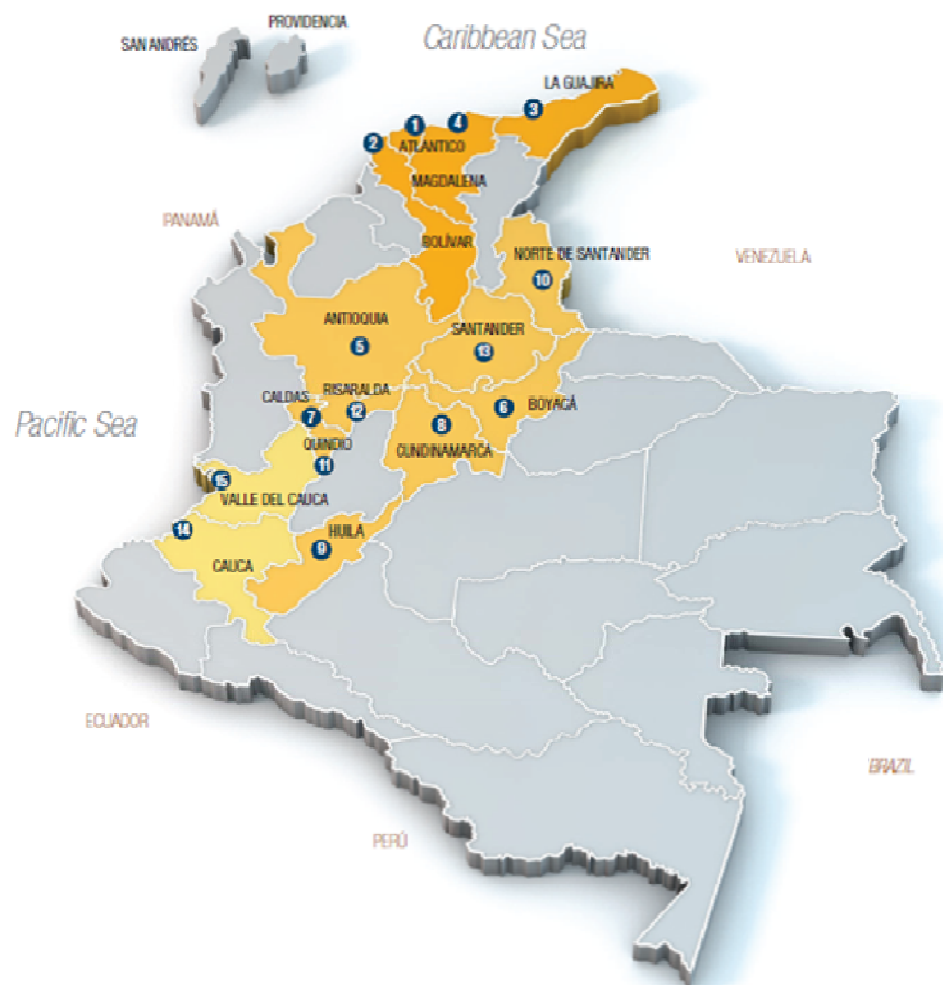 PROVIDENCIA
SAN ANDRÉS
Caribbean Sea
LA GUAJIRA
3
1
4
2
ATLÁNTICO
MAGDALENA
PANAMÁ
BOLÍVAR
NORTE DE SANTANDER
VENEZUELA
10
ANTIOQUIA
SANTANDER
5
13
RISARALDA
CALDAS
BOYACÁ
Pacific Sea
7
12
6
8
QUINDIO
CUNDINAMARCA
11
15
VALLE DEL CAUCA
14
HUILA
9
CAUCA
ECUADOR
BRAZIL
PERÚ